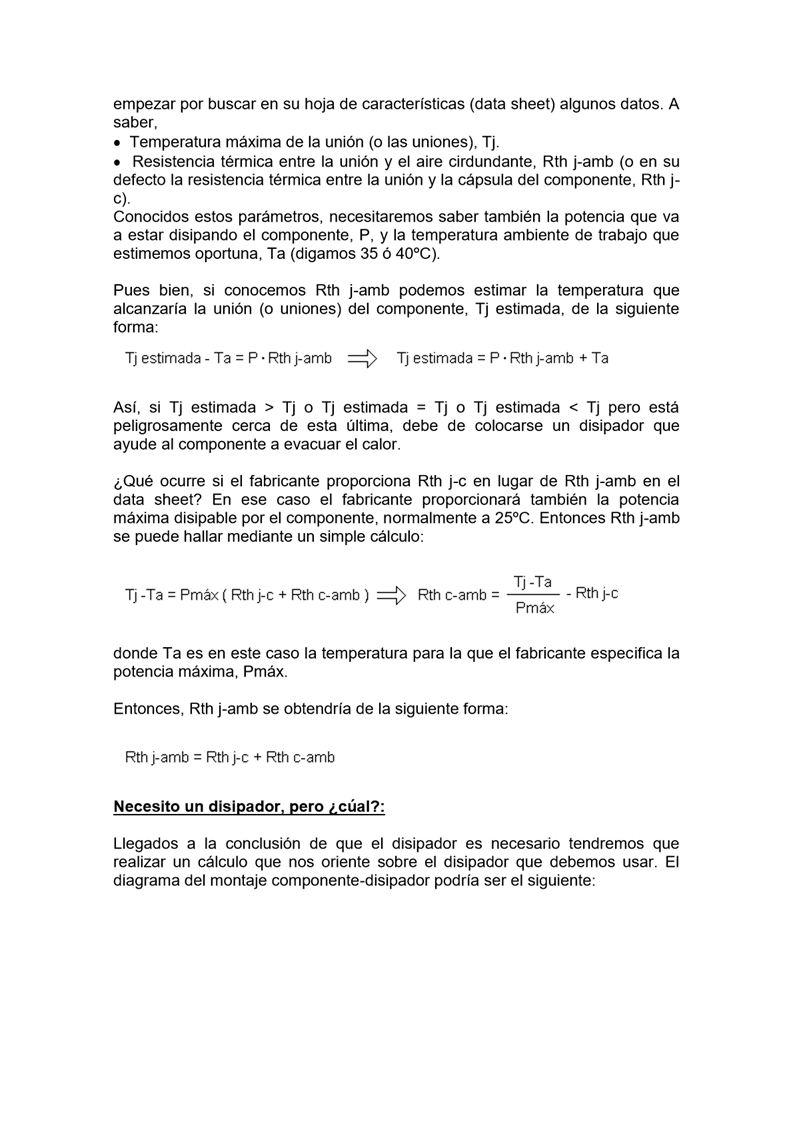 empezar por buscar en su hoja de características (data sheet) algunos datos. A
saber,
• Temperatura máxima de la unión (o las uniones), Tj.
• Resistencia térmica entre la unión y el aire cirdundante, Rth j-amb (o en su
defecto la resistencia térmica entre la unión y la cápsula del componente, Rth j-
c).
Conocidos estos parámetros, necesitaremos saber también la potencia que va
a estar disipando el componente, P, y la temperatura ambiente de trabajo que
estimemos oportuna, Ta (digamos 35 ó 40ºC).
Pues bien, si conocemos Rth j-amb podemos estimar la temperatura que
alcanzaría la unión (o uniones) del componente, Tj estimada, de la siguiente
forma:
Tj estimada - Ta = P · Rth j-amb ⇒ Tj estimada = P · Rth j-amb + Ta
Así, si Tj estimada > Tj o Tj estimada = Tj o Tj estimada < Tj pero está
peligrosamente cerca de esta última, debe de colocarse un disipador que
ayude al componente a evacuar el calor.
¿Qué ocurre si el fabricante proporciona Rth j-c en lugar de Rth j-amb en el
data sheet? En ese caso el fabricante proporcionará también la potencia
máxima disipable por el componente, normalmente a 25ºC. Entonces Rth j-amb
se puede hallar mediante un simple cálculo:
Tj -Ta = Pmáx ( Rth j-c + Rth c-amb ) ⇒ Rth c-amb = Tj -Ta / Pmáx - Rth j-c
donde Ta es en este caso la temperatura para la que el fabricante especifica la
potencia máxima, Pmáx.
Entonces, Rth j-amb se obtendría de la siguiente forma:
Rth j-amb = Rth j-c + Rth c-amb
Necesito un disipador, pero ¿cúal?:
Llegados a la conclusión de que el disipador es necesario tendremos que
realizar un cálculo que nos oriente sobre el disipador que debemos usar. El
diagrama del montaje componente-disipador podría ser el siguiente: